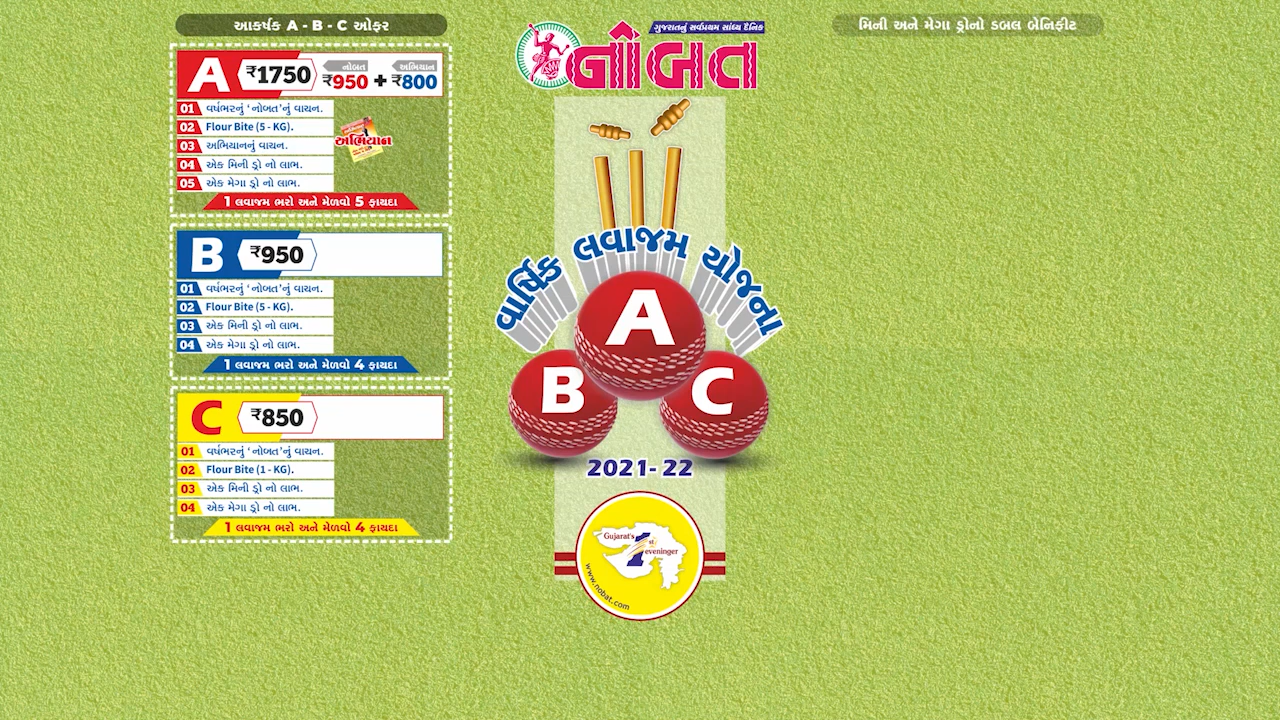 આકર્ષક A - B - C ઓફર
A ₹1750 નોબત ₹950 + અભિયાન ₹800
01 વર્ષભરનું 'નોબત'નું વાચન.
02 Flour Bite (5 - KG).
03 અભિયાનનું વાચન.
04 એક મિની ડ્રો નો લાભ.
05 એક મેગા ડ્રો નો લાભ.
અભિયાન
1 લવાજમ ભરો અને મેળવો 5 ફાયદા
B ₹950
01 વર્ષભરનું 'નોબત'નું વાચન.
02 Flour Bite (5 - KG).
03 એક મિની ડ્રો નો લાભ.
04 એક મેગા ડ્રો નો લાભ.
1 લવાજમ ભરો અને મેળવો 4 ફાયદા
C ₹850
01 વર્ષભરનું 'નોબત'નું વાચન.
02 Flour Bite (1 - KG).
03 એક મિની ડ્રો નો લાભ.
04 એક મેગા ડ્રો નો લાભ.
1 લવાજમ ભરો અને મેળવો 4 ફાયદા
ગુજરાતનું સર્વપ્રથમ સાંધ્ય દૈનિક
નોબત
વાર્ષિક લવાજમ યોજના
A
B C
2021- 22
Gujarat's
1st
eveninger
www.nobat.com
મિની અને મેગા ડ્રોનો ડબલ બેનિફીટ